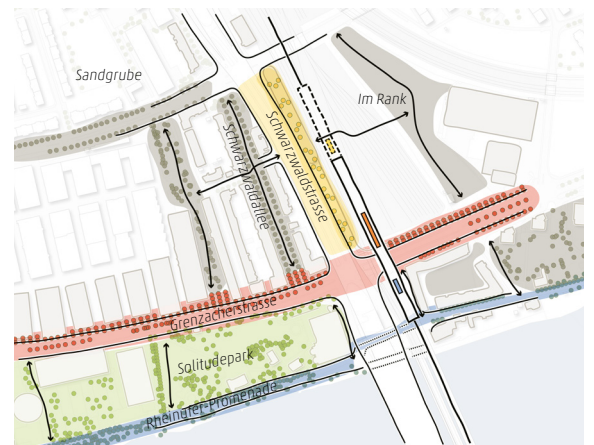 Sandgrube
Im Rank
Schwarzwaldallee
Schwarzwaldstrasse
Grenzacherstrasse
Solitudepark
Rheinufer-Promenade